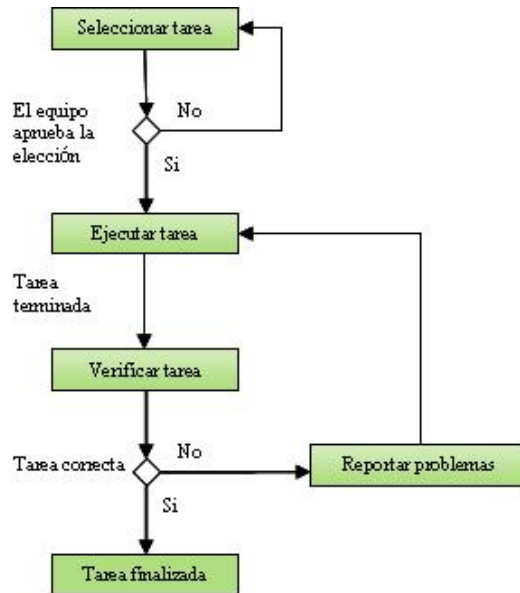 Seleccionar tarea
No
El equipo
aprueba la
elección
Si
Ejecutar tarea
Tarea
terminada
Verificar tarea
No
Tarea correcta
Reportar problemas
Si
Tarea finalizada